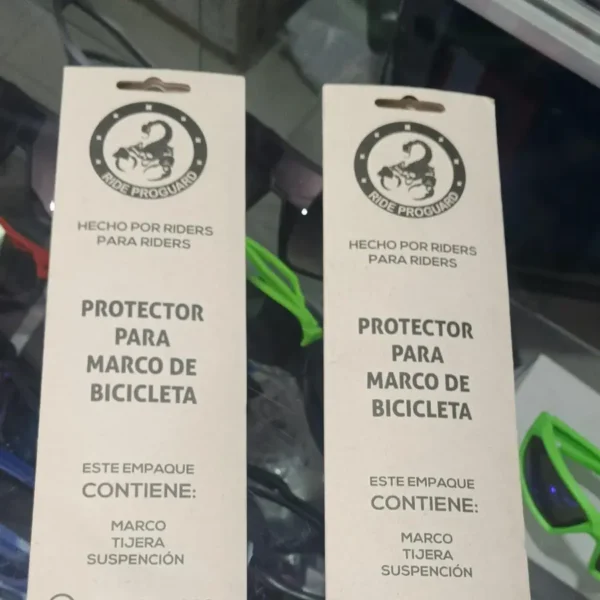 RIDE PROGUARD
HECHO POR RIDERS
PARA RIDERS
PROTECTOR
PARA
MARCO DE
BICICLETA
ESTE EMPAQUE
CONTIENE:
MARCO
TIJERA
SUSPENCIÓN
RIDE PROGUARD
HECHO POR RIDERS
PARA RIDERS
PROTECTOR
PARA
MARCO DE
BICICLETA
ESTE EMPAQUE
CONTIENE:
MARCO
TIJERA
SUSPENCIÓN